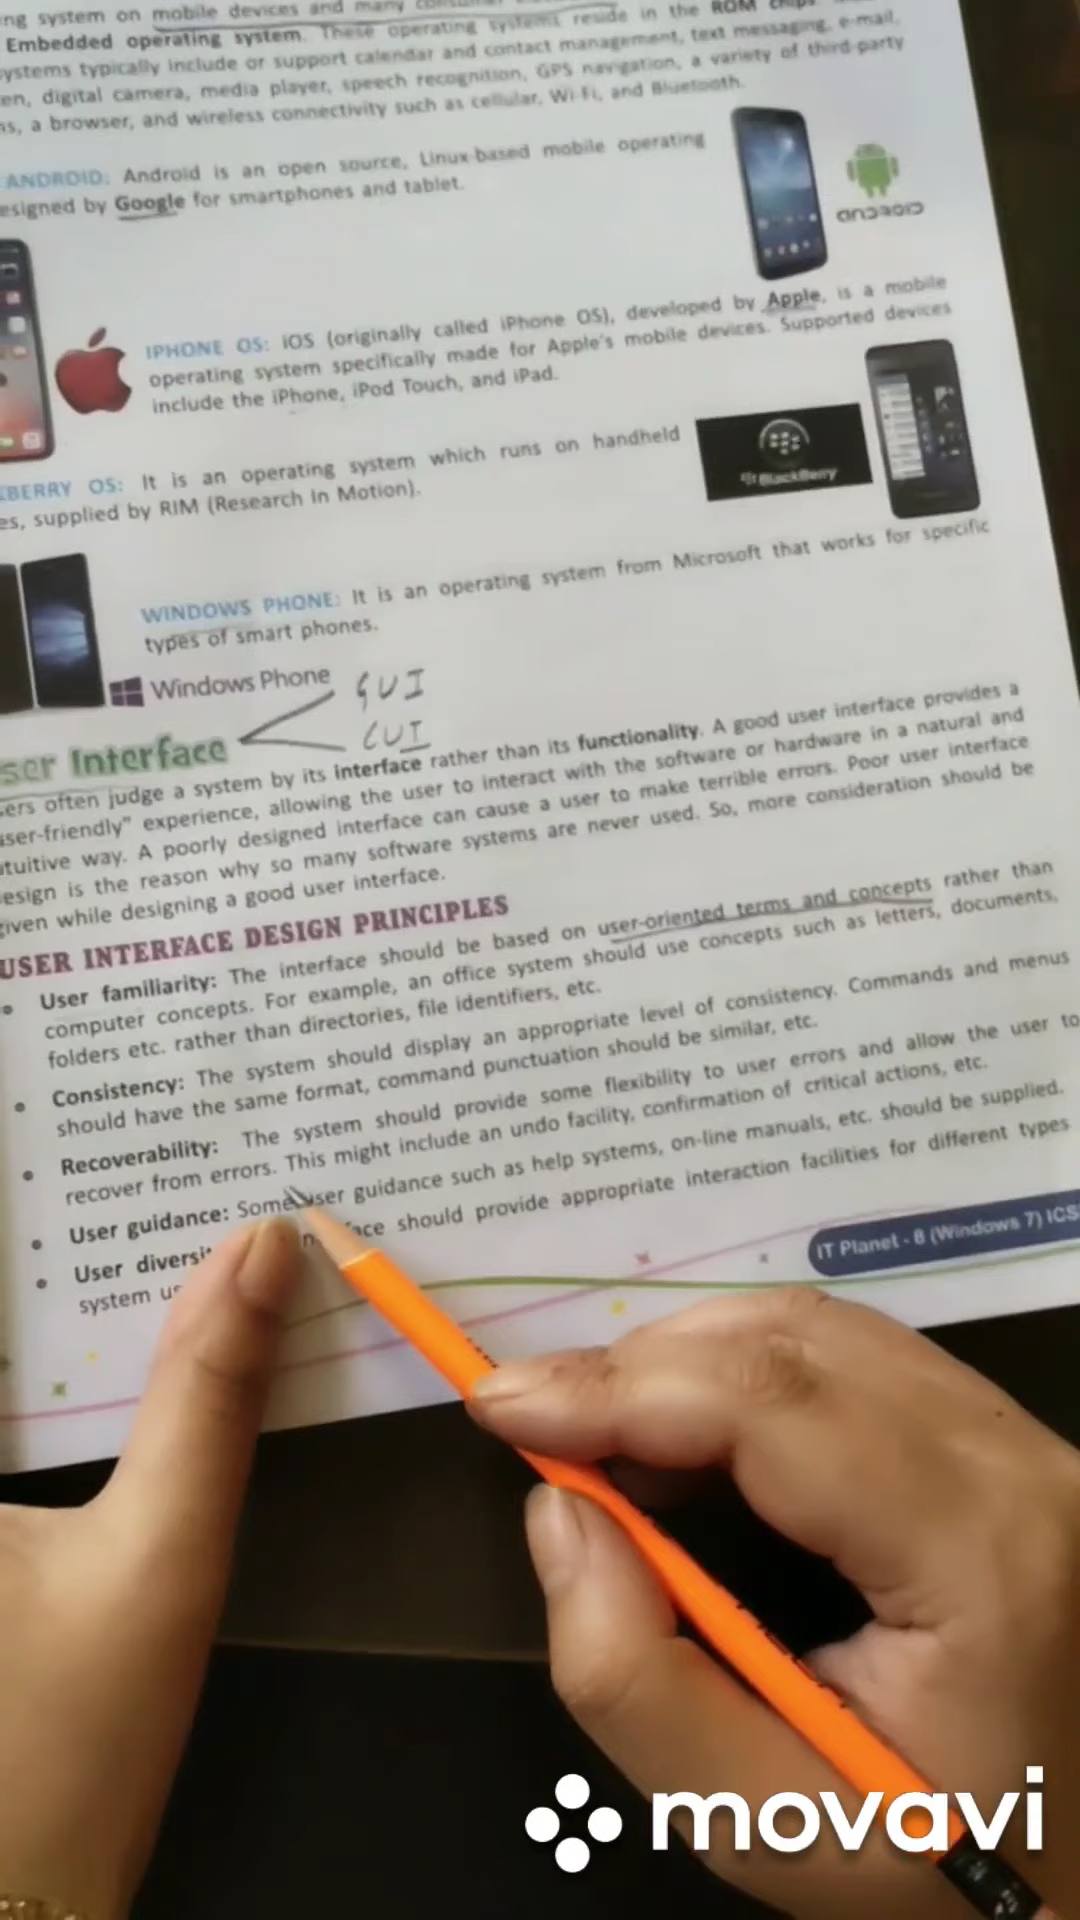 ng system on mobile devices and many
Embedded operating system. These operating systems reside in the ROM chips.
ystems typically include or support calendar and contact management, text messaging, e-mail,
en, digital camera, media player, speech recognition, GPS navigation, a variety of third-party
ns, a browser, and wireless connectivity such as cellular, Wi-Fi, and Bluetooth.
ANDROID: Android is an open source, Linux-based mobile operating
esigned by Google for smartphones and tablet.
ANDROID
IPHONE OS: iOS (originally called iPhone OS), developed by Apple, is a mobile
operating system specifically made for Apple's mobile devices. Supported devices
include the iPhone, iPod Touch, and iPad.
KBERRY OS: It is an operating system which runs on handheld
es, supplied by RIM (Research In Motion).
BlackBerry
WINDOWS PHONE: It is an operating system from Microsoft that works for specific
types of smart phones.
Windows Phone
GUI
CUI
ser Interface
sers often judge a system by its interface rather than its functionality. A good user interface provides a
user-friendly" experience, allowing the user to interact with the software or hardware in a natural and
ntuitive way. A poorly designed interface can cause a user to make terrible errors. Poor user interface
esign is the reason why so many software systems are never used. So, more consideration should be
given while designing a good user interface.
USER INTERFACE DESIGN PRINCIPLES
• User familiarity: The interface should be based on user-oriented terms and concepts rather than
computer concepts. For example, an office system should use concepts such as letters, documents,
folders etc. rather than directories, file identifiers, etc.
• Consistency: The system should display an appropriate level of consistency. Commands and menus
should have the same format, command punctuation should be similar, etc.
• Recoverability: The system should provide some flexibility to user errors and allow the user to
recover from errors. This might include an undo facility, confirmation of critical actions, etc.
• User guidance: Some user guidance such as help systems, on-line manuals, etc. should be supplied.
• User diversit face should provide appropriate interaction facilities for different types
system us
IT Planet - 8 (Windows 7) ICS
movavi